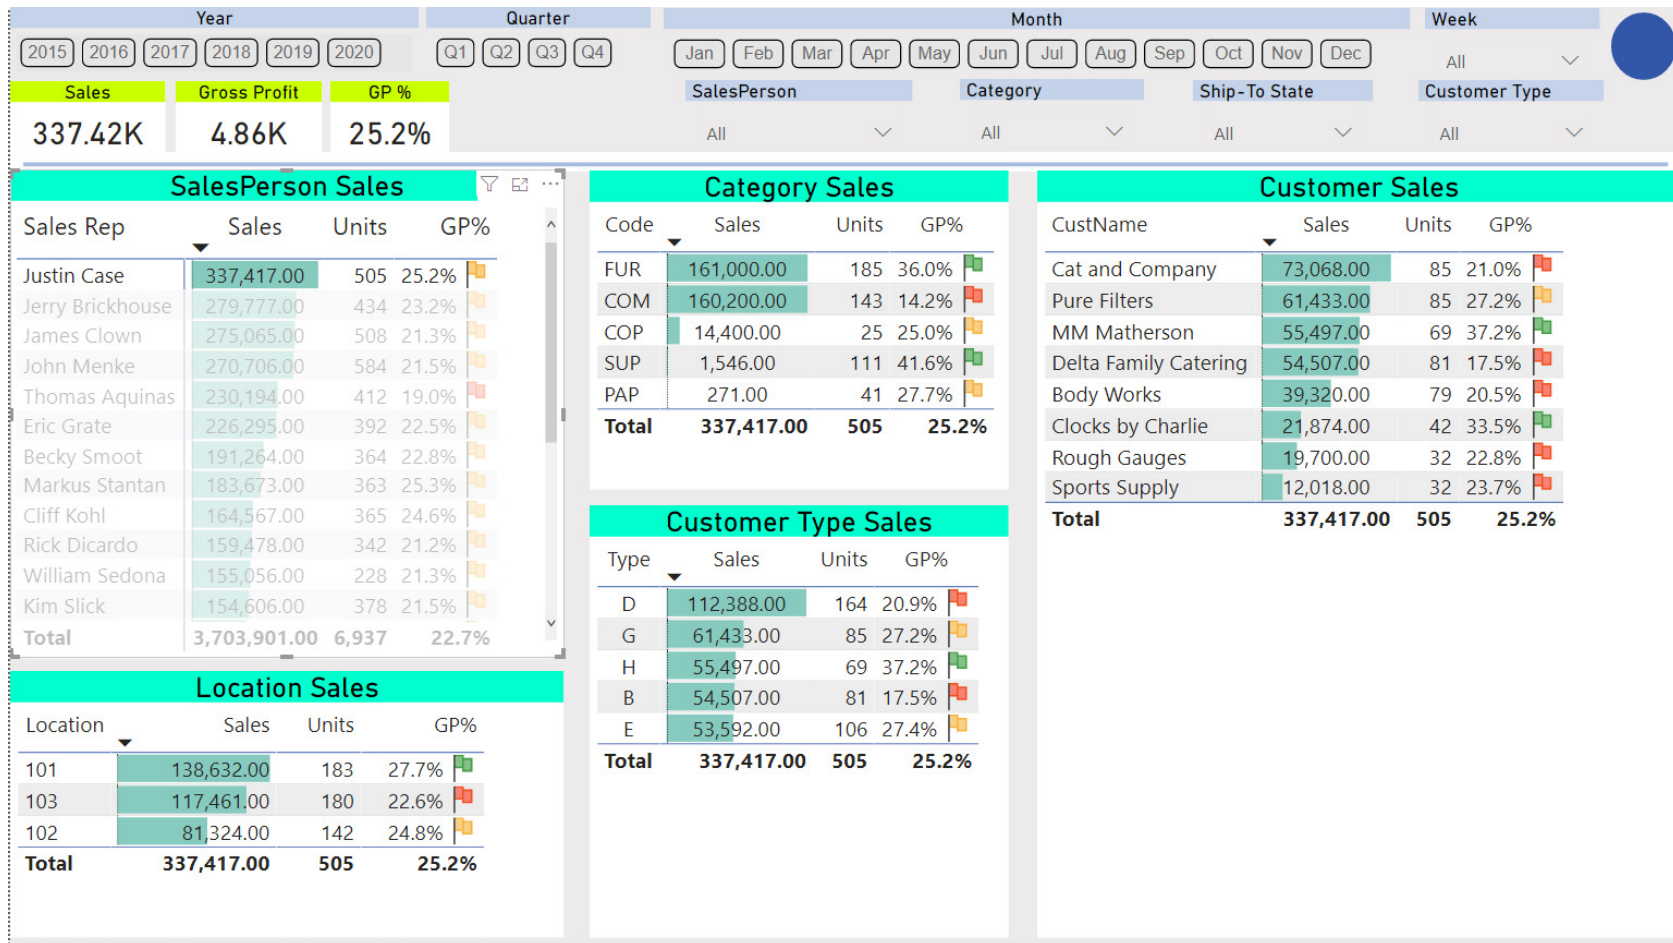 Year Quarter Month Week
2015 2016 2017 2018 2019 2020 Q1 Q2 Q3 Q4 Jan Feb Mar Apr May Jun Jul Aug Sep Oct Nov Dec All
Sales Gross Profit GP % SalesPerson Category Ship-To State Customer Type
337.42K 4.86K 25.2% All All All All
SalesPerson Sales
Sales Rep Sales Units GP%
Justin Case 337,417.00 505 25.2%
Jerry Brickhouse 279,777.00 434 23.2%
James Clown 275,065.00 508 21.3%
John Menke 270,706.00 584 21.5%
Thomas Aquinas 230,194.00 412 19.0%
Eric Grate 226,295.00 392 22.5%
Becky Smoot 191,264.00 364 22.8%
Markus Stantan 183,673.00 363 25.3%
Cliff Kohl 164,567.00 365 24.6%
Rick Dicardo 159,478.00 342 21.2%
William Sedona 155,056.00 228 21.3%
Kim Slick 154,606.00 378 21.5%
Total 3,703,901.00 6,937 22.7%
Location Sales
Location Sales Units GP%
101 138,632.00 183 27.7%
103 117,461.00 180 22.6%
102 81,324.00 142 24.8%
Total 337,417.00 505 25.2%
Category Sales
Code Sales Units GP%
FUR 161,000.00 185 36.0%
COM 160,200.00 143 14.2%
COP 14,400.00 25 25.0%
SUP 1,546.00 111 41.6%
PAP 271.00 41 27.7%
Total 337,417.00 505 25.2%
Customer Type Sales
Type Sales Units GP%
D 112,388.00 164 20.9%
G 61,433.00 85 27.2%
H 55,497.00 69 37.2%
B 54,507.00 81 17.5%
E 53,592.00 106 27.4%
Total 337,417.00 505 25.2%
Customer Sales
CustName Sales Units GP%
Cat and Company 73,068.00 85 21.0%
Pure Filters 61,433.00 85 27.2%
MM Matherson 55,497.00 69 37.2%
Delta Family Catering 54,507.00 81 17.5%
Body Works 39,320.00 79 20.5%
Clocks by Charlie 21,874.00 42 33.5%
Rough Gauges 19,700.00 32 22.8%
Sports Supply 12,018.00 32 23.7%
Total 337,417.00 505 25.2%